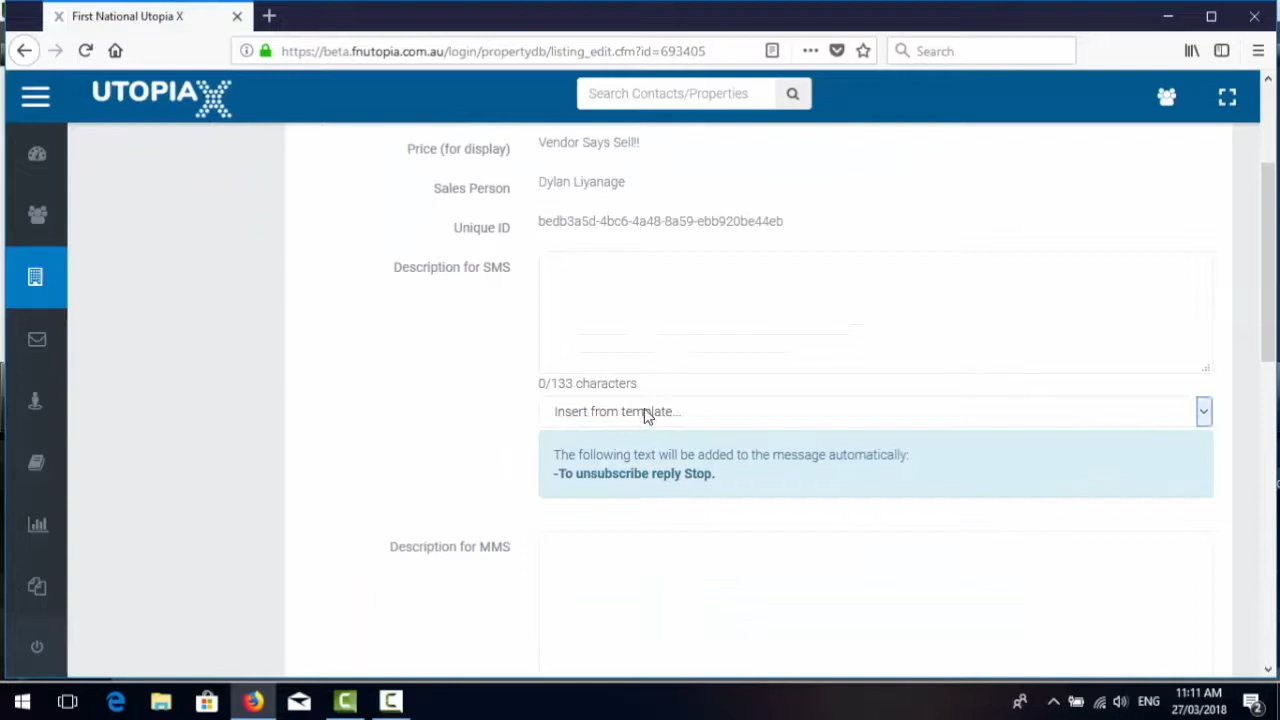 First National Utopia X
https://beta.fnutopia.com.au/login/propertydb/listing_edit.cfm?id=693405
Search
UTOPIA X
Search Contacts/Properties
Price (for display) Vendor Says Sell!!
Sales Person Dylan Liyanage
Unique ID bedb3a5d-4bc6-4a48-8a59-ebb920be44eb
Description for SMS
0/133 characters
Insert from template...
The following text will be added to the message automatically:
-To unsubscribe reply Stop.
Description for MMS
ENG
11:11 AM
27/03/2018
2